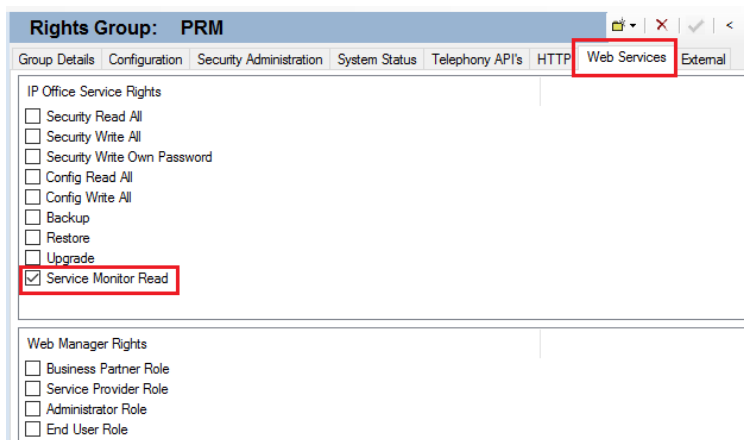 Rights Group: PRM
Group Details Configuration Security Administration System Status Telephony API's HTTP Web Services External
IP Office Service Rights
Security Read All
Security Write All
Security Write Own Password
Config Read All
Config Write All
Backup
Restore
Upgrade
Service Monitor Read
Web Manager Rights
Business Partner Role
Service Provider Role
Administrator Role
End User Role